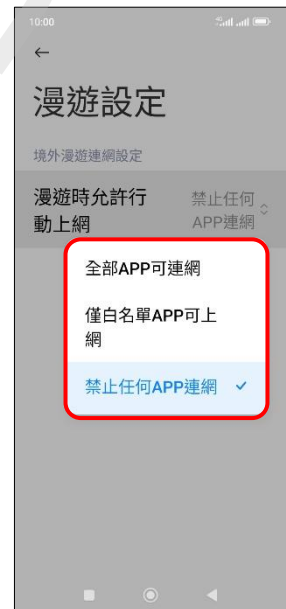 10:00
漫遊設定
境外漫遊連網設定
漫遊時允許行
動上網
禁止任何
APP連網
全部APP可連網
僅白名單APP可上
網
禁止任何APP連網